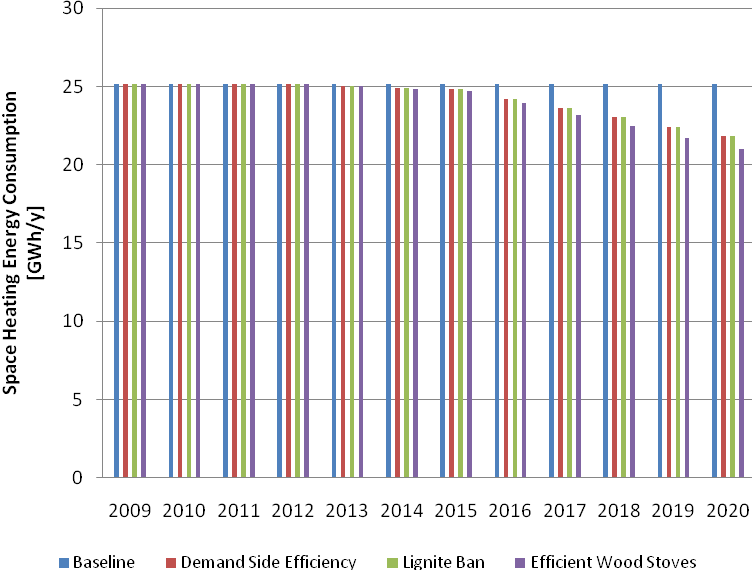 Space Heating Energy Consumption
[GWh/y]
30
25
20
15
10
5
0
2009 2010 2011 2012 2013 2014 2015 2016 2017 2018 2019 2020
Baseline Demand Side Efficiency Lignite Ban Efficient Wood Stoves